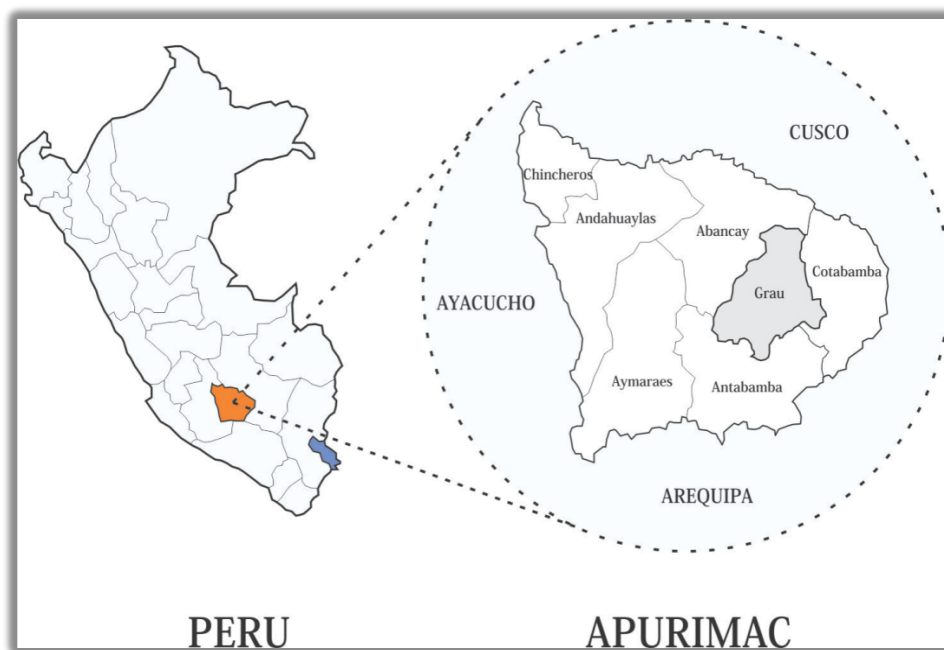 CUSCO
Chincheros
Andahuaylas
Abancay
Cotabamba
Grau
AYACUCHO
Aymaraes
Antabamba
AREQUIPA
PERU
APURIMAC